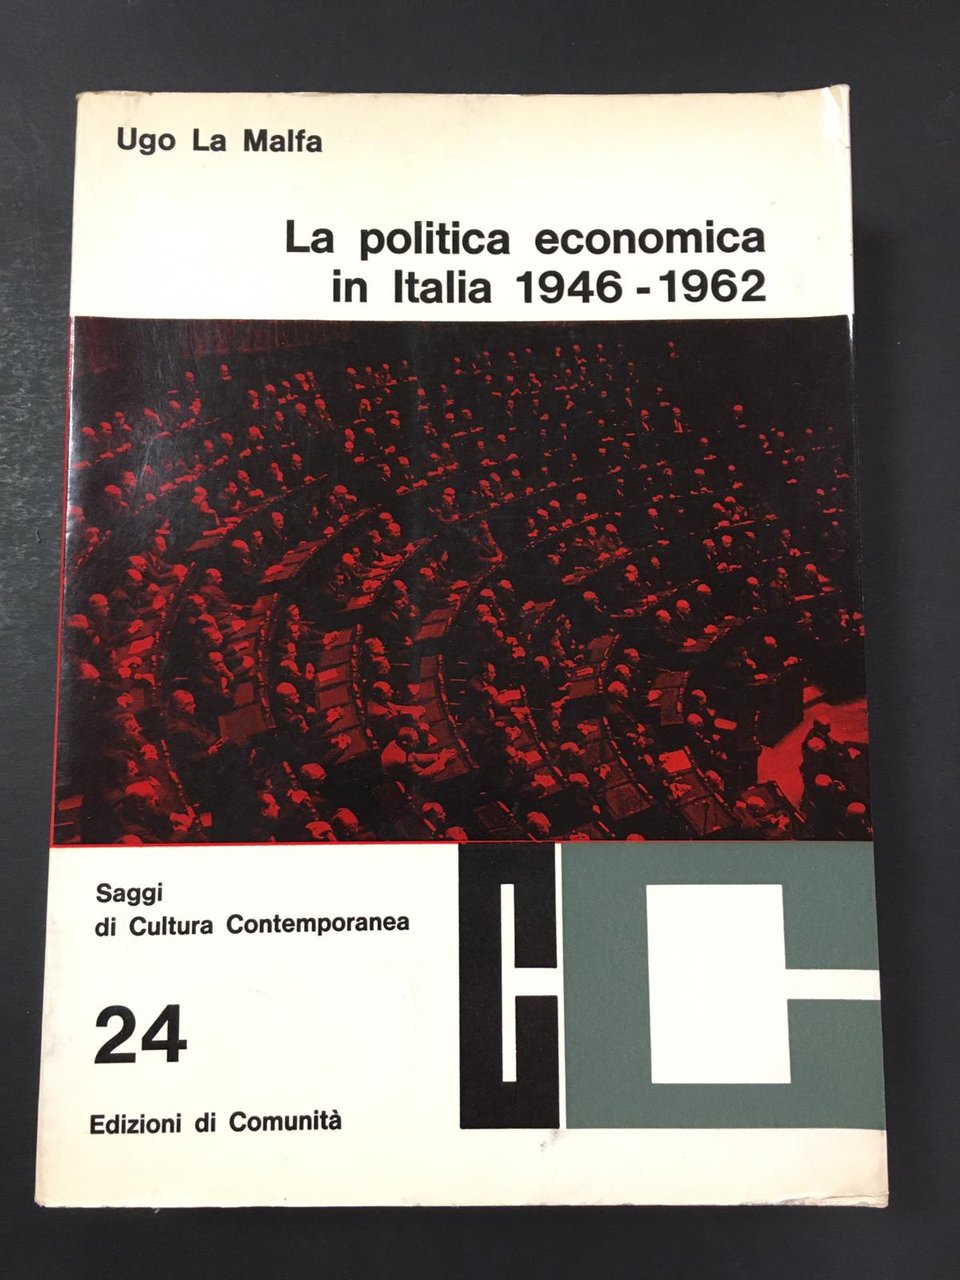 Ugo La Malfa
La politica economica
in Italia 1946 - 1962
Saggi
di Cultura Contemporanea
24
Edizioni di Comunità